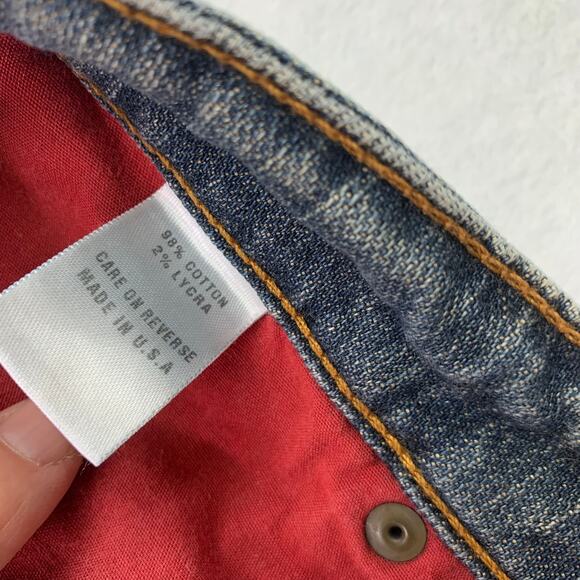 98% COTTON
2% LYCRA
CARE ON REVERSE
MADE IN U.S.A